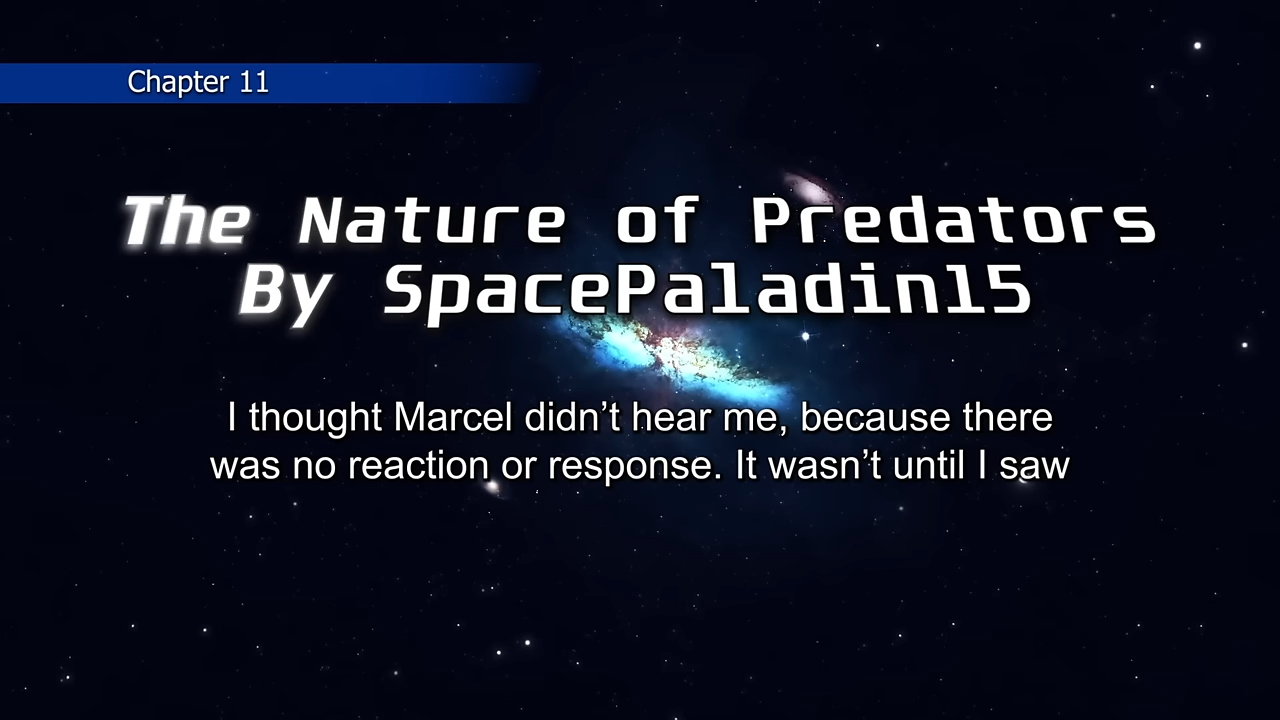 Chapter 11
The Nature of Predators
By SpacePaladin15
I thought Marcel didn’t hear me, because there
was no reaction or response. It wasn’t until I saw